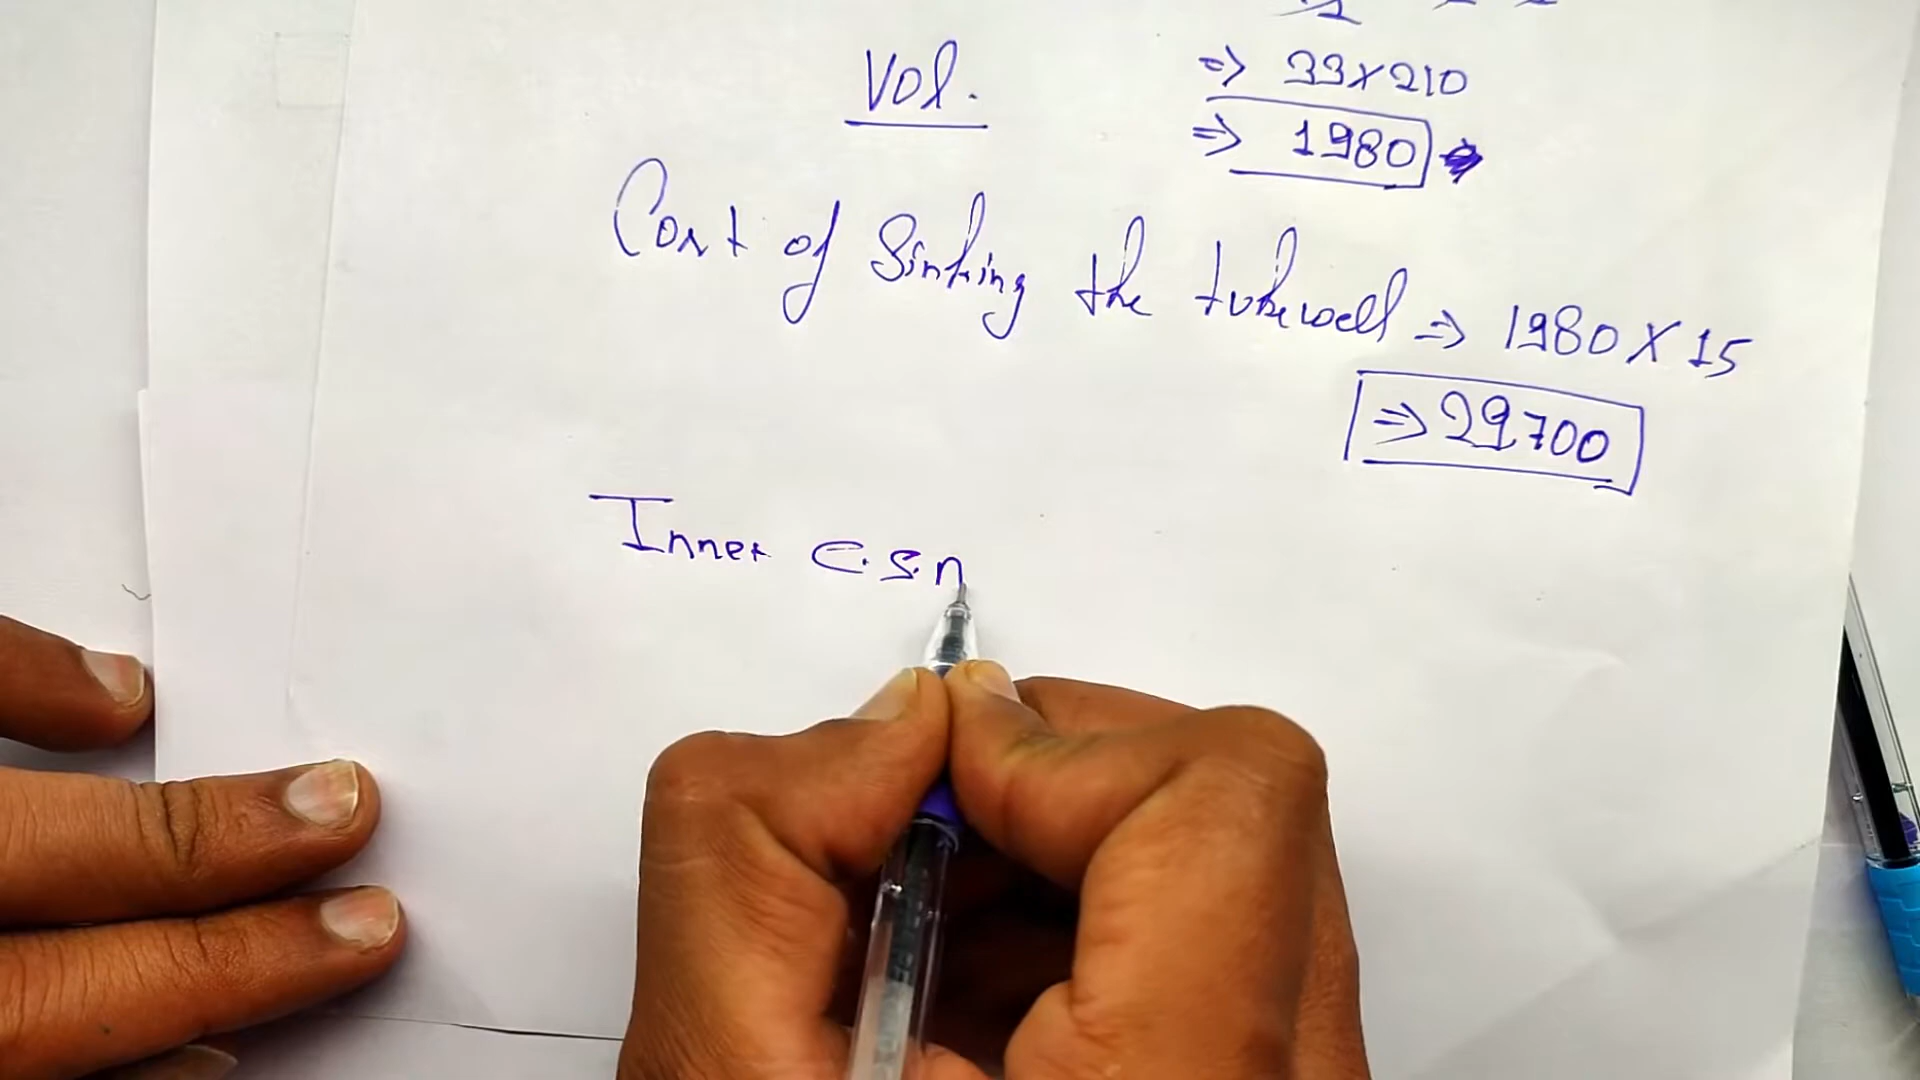 Vol.
=> 33x210
=> 1980
Cost of Sinking the tubewell => 1980 X 15
=> 29700
Inner C.S.A